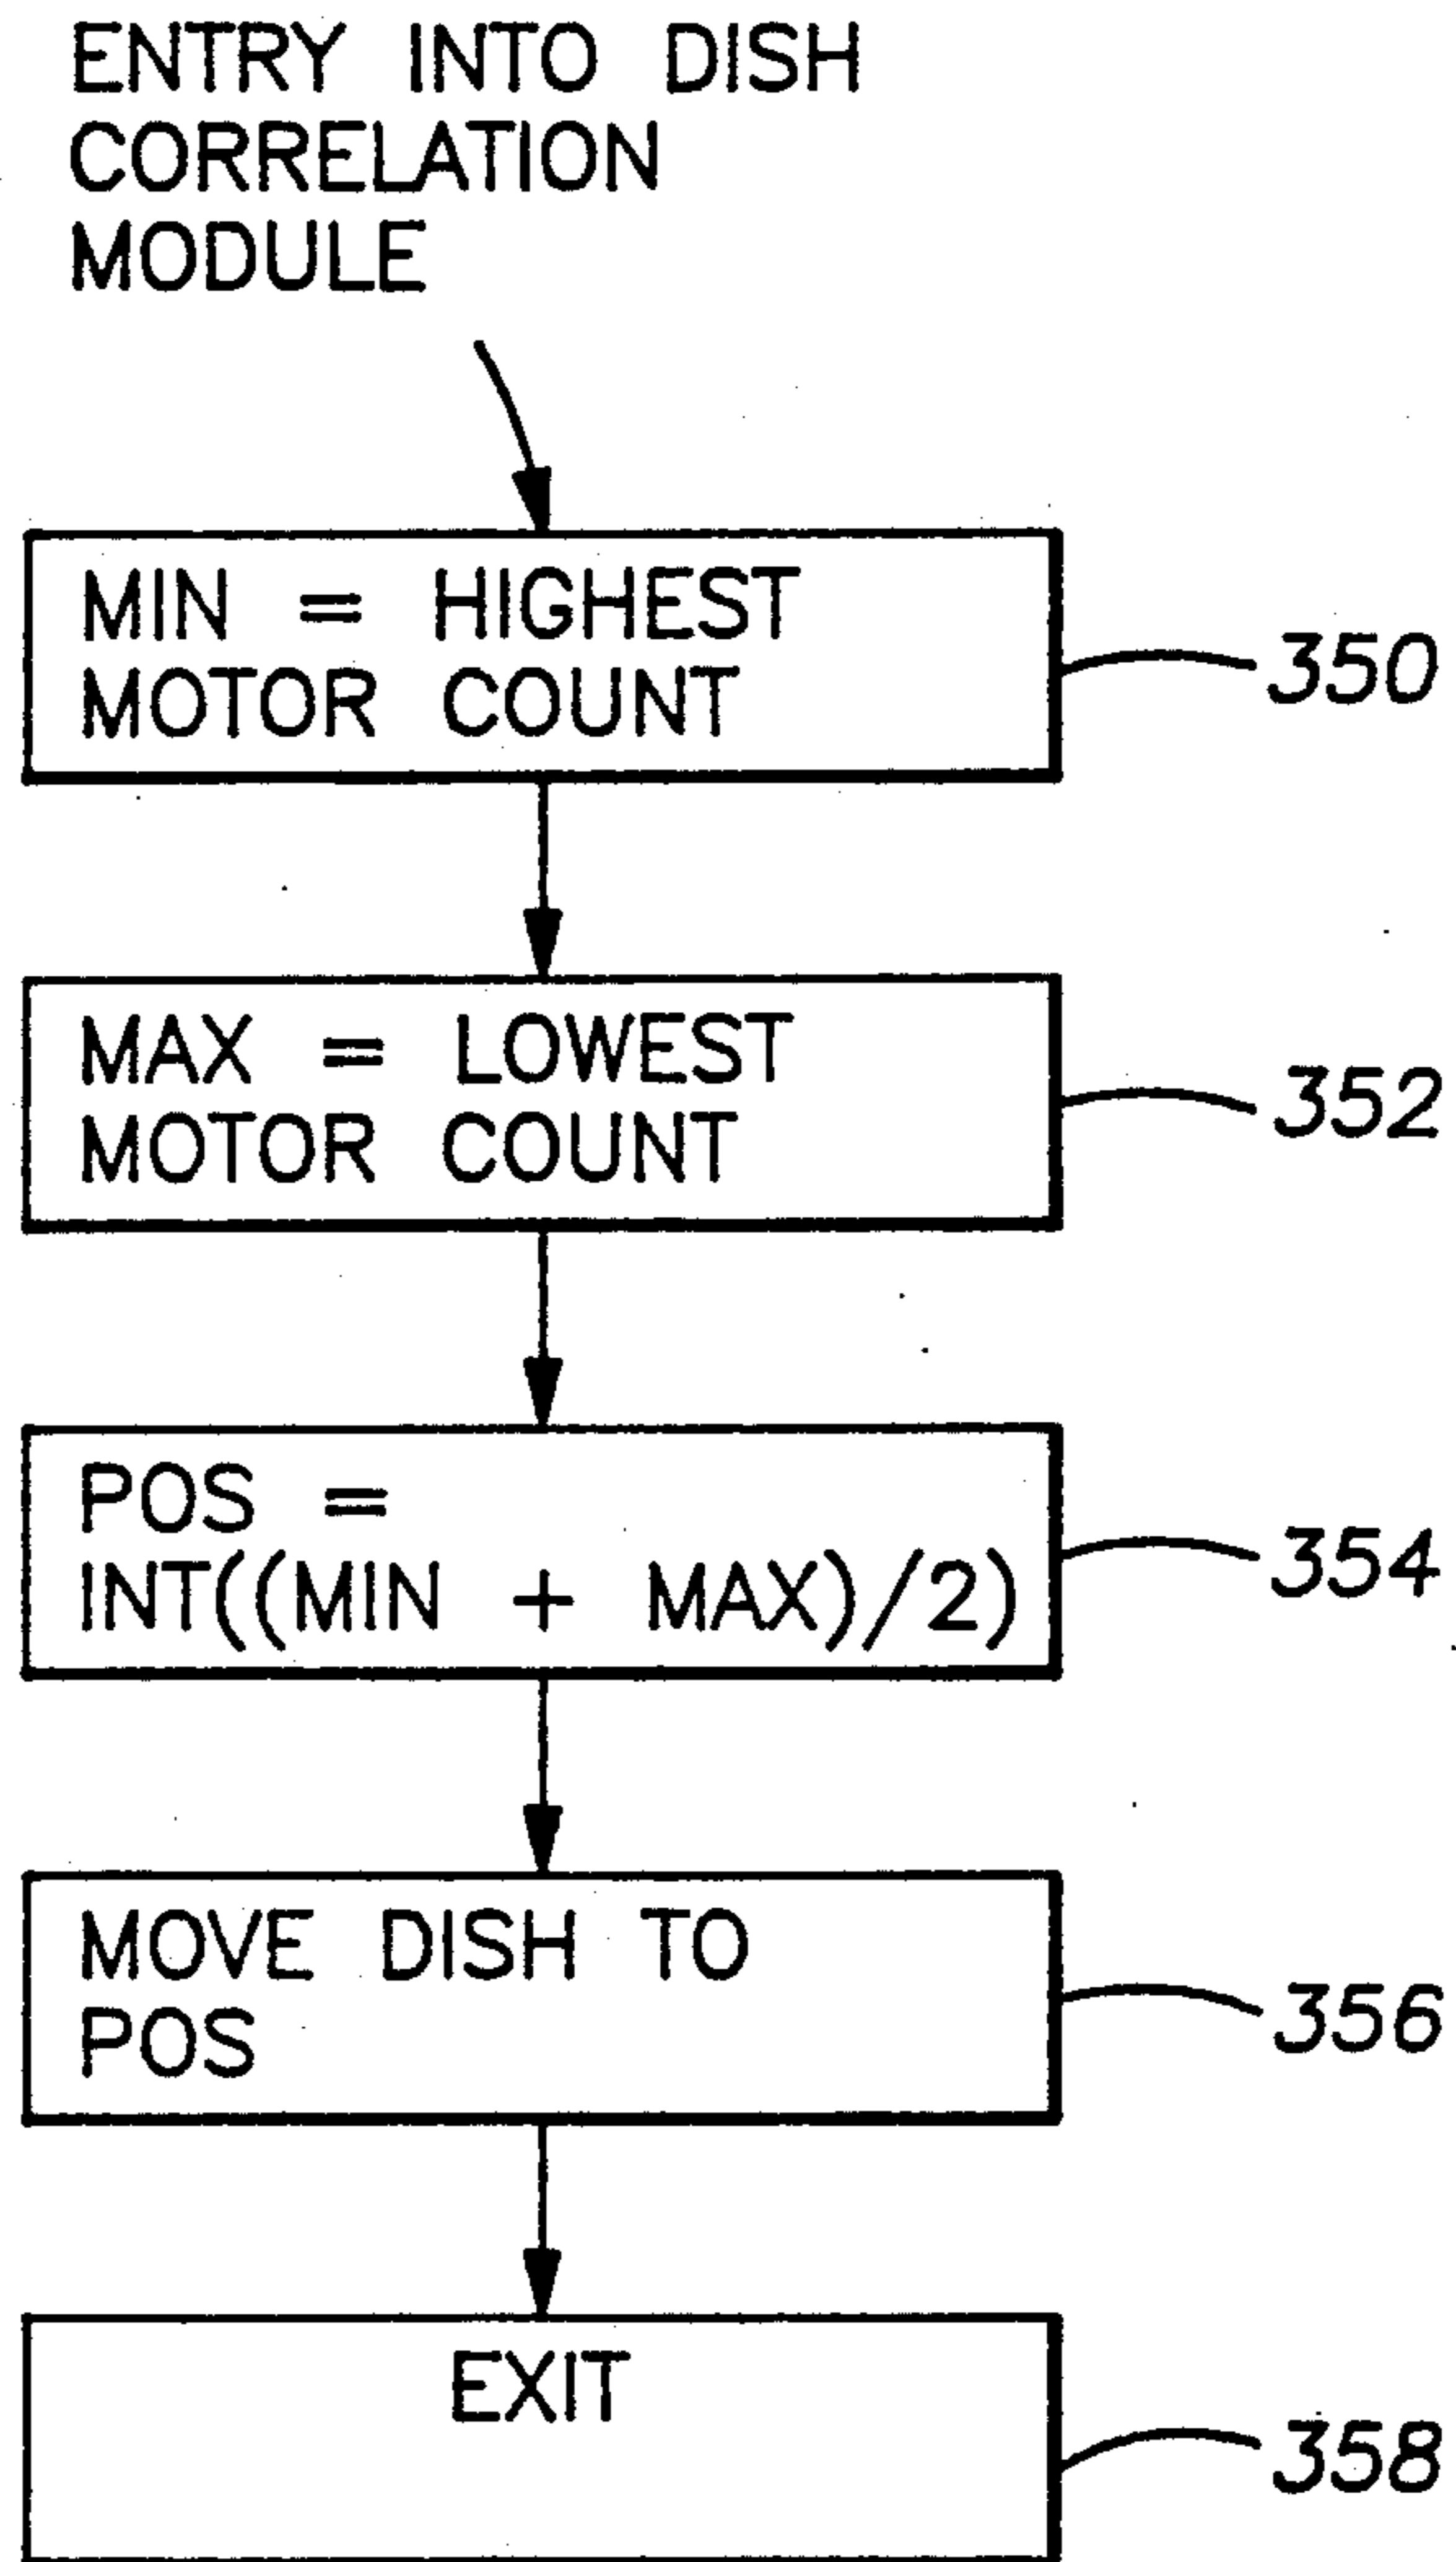 ENTRY INTO DISH
CORRELATION
MODULE
MIN = HIGHEST
MOTOR COUNT
350
MAX = LOWEST
MOTOR COUNT
352
POS =
INT((MIN + MAX)/2)
354
MOVE DISH TO
POS
356
EXIT
358